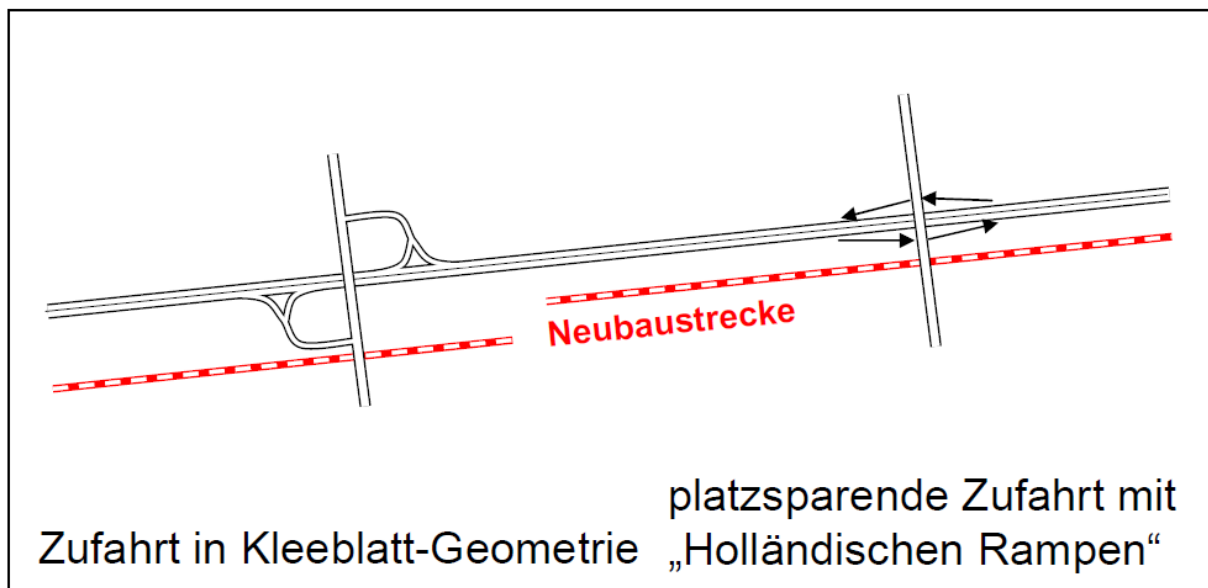 Neubaustrecke
Zufahrt in Kleeblatt-Geometrie
platzsparende Zufahrt mit
„Holländischen Rampen“